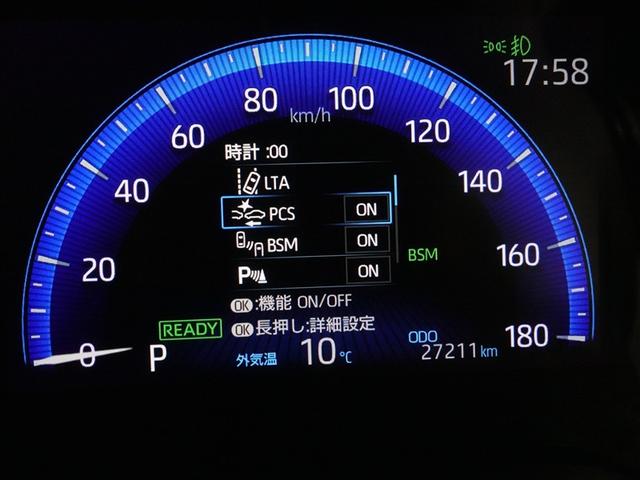 17:58
80
100
km/h
60
120
時計 :00
40
LTA
140
PCS ON
BSM ON
BSM
160
20
P ON
OK :機能 ON/OFF
OK 長押し:詳細設定
READY
0
P
外気温 10 ℃
ODO
27211 km
180